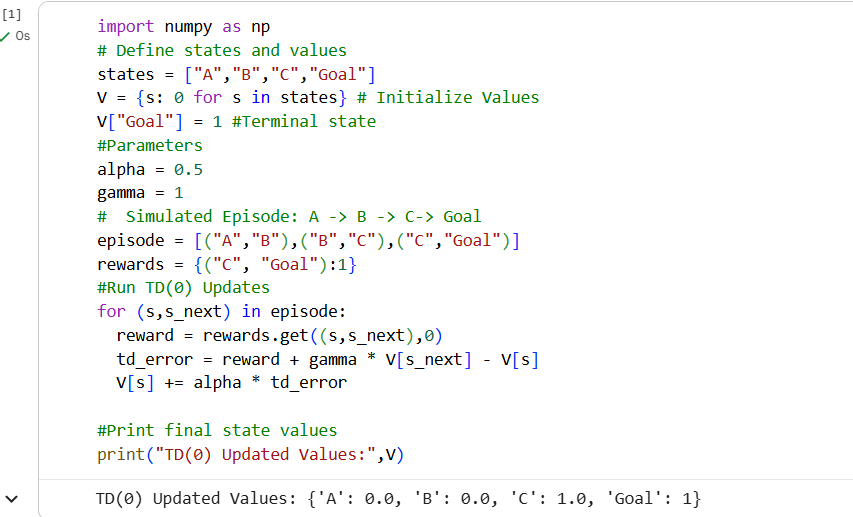 [1]
✓ 0s
import numpy as np
# Define states and values
states = ["A","B","C","Goal"]
V = {s: 0 for s in states} # Initialize Values
V["Goal"] = 1 #Terminal state
#Parameters
alpha = 0.5
gamma = 1
#  Simulated Episode: A -> B -> C-> Goal
episode = [("A","B"),("B","C"),("C","Goal")]
rewards = {("C", "Goal"):1}
#Run TD(0) Updates
for (s,s_next) in episode:
  reward = rewards.get((s,s_next),0)
  td_error = reward + gamma * V[s_next] - V[s]
  V[s] += alpha * td_error
#Print final state values
print("TD(0) Updated Values:",V)
TD(0) Updated Values: {'A': 0.0, 'B': 0.0, 'C': 1.0, 'Goal': 1}